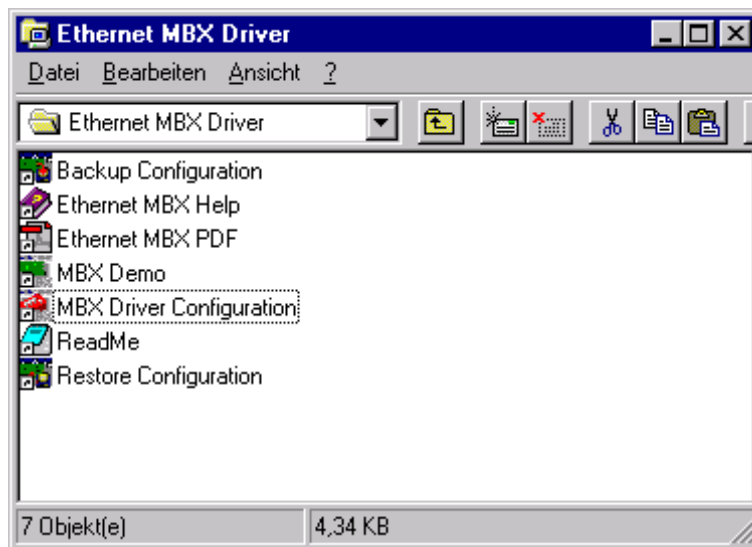 Ethernet MBX Driver
Datei Bearbeiten Ansicht ?
Ethernet MBX Driver
Backup Configuration
Ethernet MBX Help
Ethernet MBX PDF
MBX Demo
MBX Driver Configuration
ReadMe
Restore Configuration
7 Objekt(e) 4,34 KB